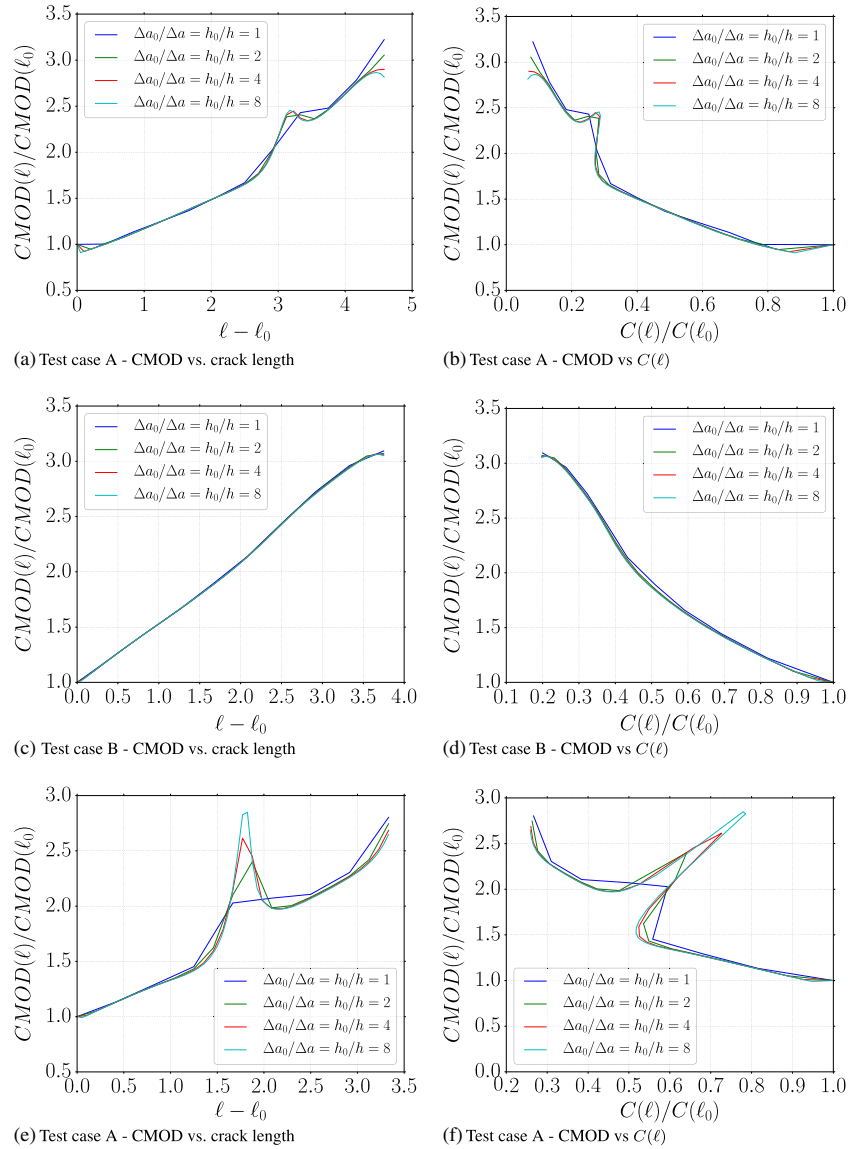 3.5
3.0
2.5
2.0
1.5
1.0
0.5
CMOD(ℓ)/CMOD(ℓ₀)
Δa₀/Δa = h₀/h = 1
Δa₀/Δa = h₀/h = 2
Δa₀/Δa = h₀/h = 4
Δa₀/Δa = h₀/h = 8
0 1 2 3 4 5
ℓ − ℓ₀
(a) Test case A - CMOD vs. crack length
3.5
3.0
2.5
2.0
1.5
1.0
0.5
CMOD(ℓ)/CMOD(ℓ₀)
Δa₀/Δa = h₀/h = 1
Δa₀/Δa = h₀/h = 2
Δa₀/Δa = h₀/h = 4
Δa₀/Δa = h₀/h = 8
0.0 0.2 0.4 0.6 0.8 1.0
C(ℓ)/C(ℓ₀)
(b) Test case A - CMOD vs C(ℓ)
3.5
3.0
2.5
2.0
1.5
1.0
CMOD(ℓ)/CMOD(ℓ₀)
Δa₀/Δa = h₀/h = 1
Δa₀/Δa = h₀/h = 2
Δa₀/Δa = h₀/h = 4
Δa₀/Δa = h₀/h = 8
0.0 0.5 1.0 1.5 2.0 2.5 3.0 3.5 4.0
ℓ − ℓ₀
(c) Test case B - CMOD vs. crack length
3.5
3.0
2.5
2.0
1.5
1.0
CMOD(ℓ)/CMOD(ℓ₀)
Δa₀/Δa = h₀/h = 1
Δa₀/Δa = h₀/h = 2
Δa₀/Δa = h₀/h = 4
Δa₀/Δa = h₀/h = 8
0.1 0.2 0.3 0.4 0.5 0.6 0.7 0.8 0.9 1.0
C(ℓ)/C(ℓ₀)
(d) Test case B - CMOD vs C(ℓ)
3.0
2.5
2.0
1.5
1.0
0.5
CMOD(ℓ)/CMOD(ℓ₀)
Δa₀/Δa = h₀/h = 1
Δa₀/Δa = h₀/h = 2
Δa₀/Δa = h₀/h = 4
Δa₀/Δa = h₀/h = 8
0.0 0.5 1.0 1.5 2.0 2.5 3.0 3.5
ℓ − ℓ₀
(e) Test case A - CMOD vs. crack length
3.0
2.5
2.0
1.5
1.0
0.5
0.0
CMOD(ℓ)/CMOD(ℓ₀)
Δa₀/Δa = h₀/h = 1
Δa₀/Δa = h₀/h = 2
Δa₀/Δa = h₀/h = 4
Δa₀/Δa = h₀/h = 8
0.2 0.3 0.4 0.5 0.6 0.7 0.8 0.9 1.0
C(ℓ)/C(ℓ₀)
(f) Test case A - CMOD vs C(ℓ)